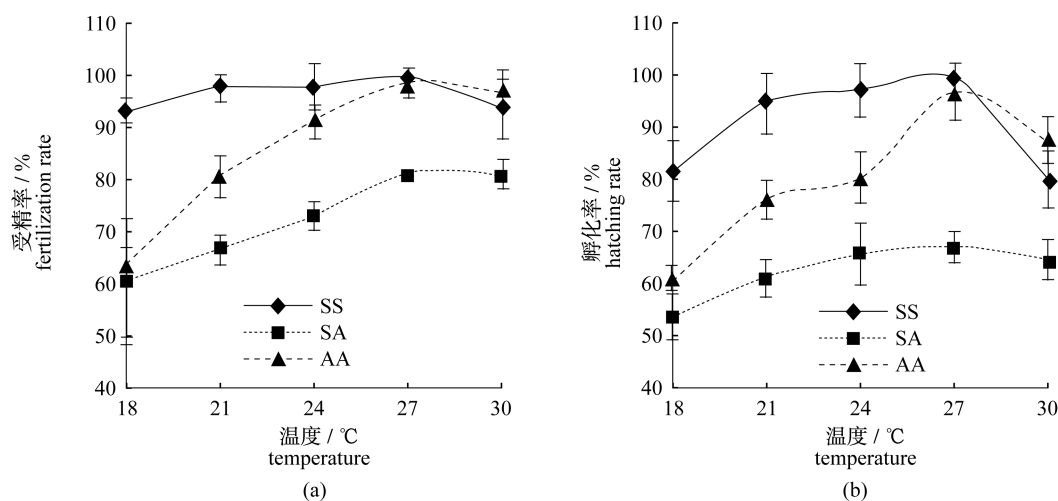 110
100
90
80
70
60
50
40
受精率 / %
fertilization rate
SS
SA
AA
18 21 24 27 30
温度 / ℃
temperature
(a)
110
100
90
80
70
60
50
40
孵化率 / %
hatching rate
SS
SA
AA
18 21 24 27 30
温度 / ℃
temperature
(b)